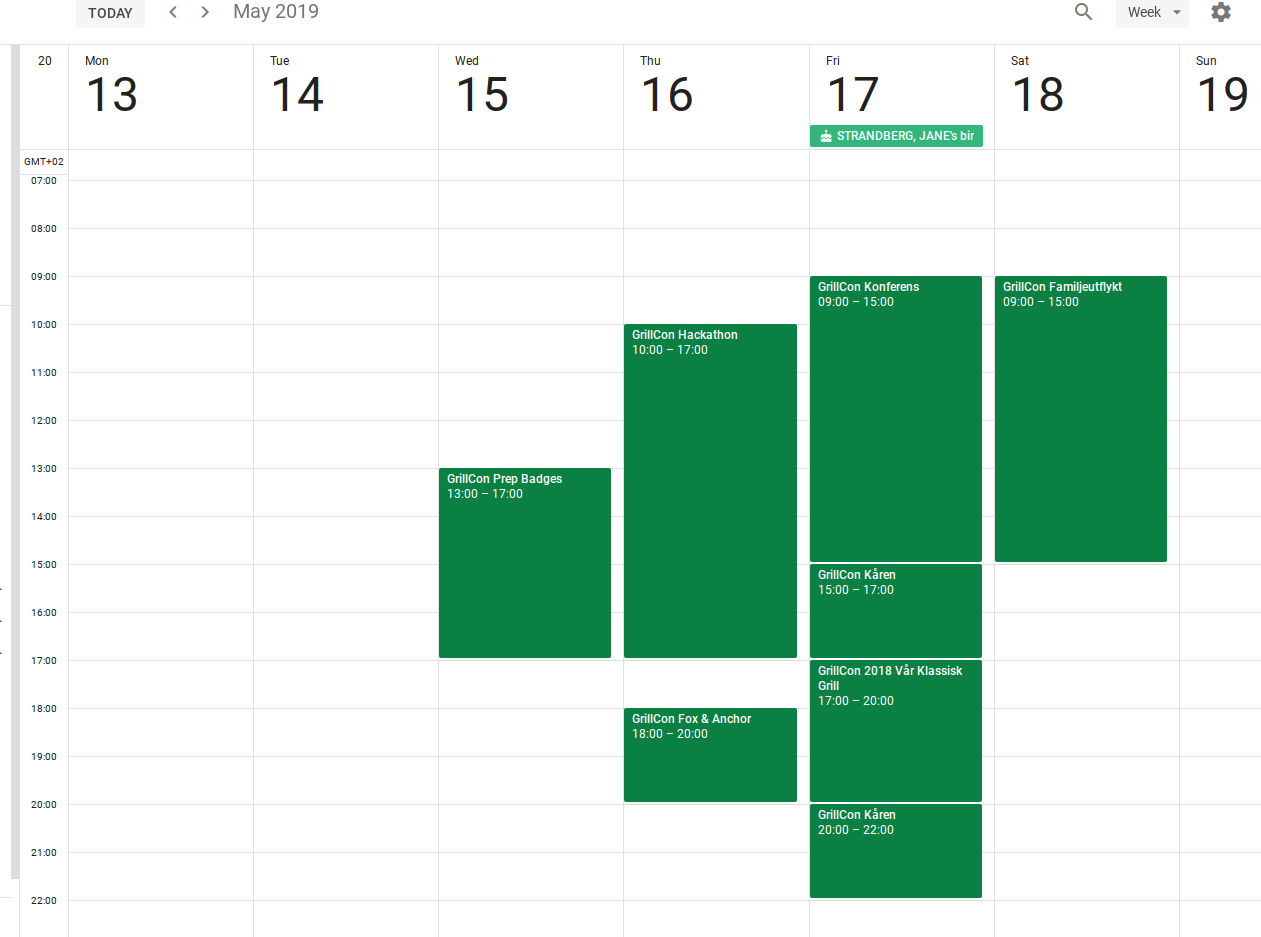 TODAY
May 2019
Week
20
Mon
13
Tue
14
Wed
15
Thu
16
Fri
17
Sat
18
Sun
19
STRANDBERG, JANE's bir
GMT+02
07:00
08:00
09:00
10:00
11:00
12:00
13:00
14:00
15:00
16:00
17:00
18:00
19:00
20:00
21:00
22:00
GrillCon Prep Badges
13:00 – 17:00
GrillCon Hackathon
10:00 – 17:00
GrillCon Fox & Anchor
18:00 – 20:00
GrillCon Konferens
09:00 – 15:00
GrillCon Kåren
15:00 – 17:00
GrillCon 2018 Vår Klassisk
Grill
17:00 – 20:00
GrillCon Kåren
20:00 – 22:00
GrillCon Familjeutflykt
09:00 – 15:00